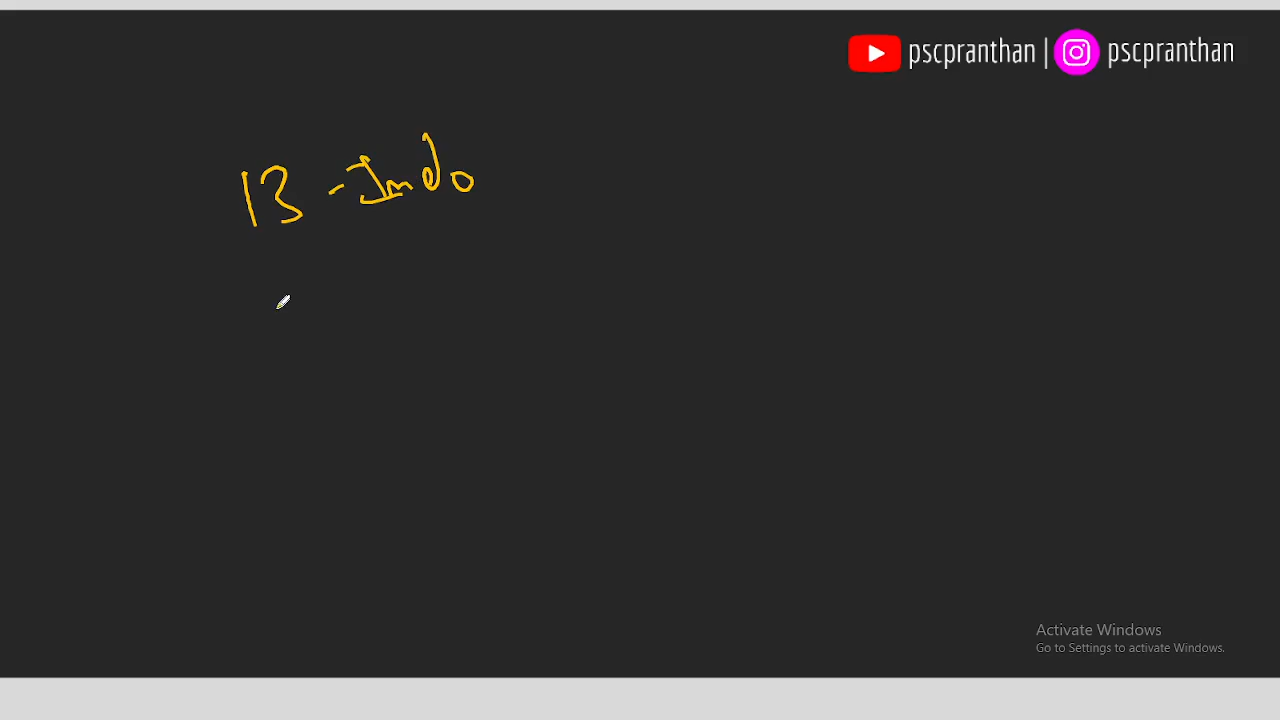 pscpranthan | pscpranthan
13 - Indo
Activate Windows
Go to Settings to activate Windows.